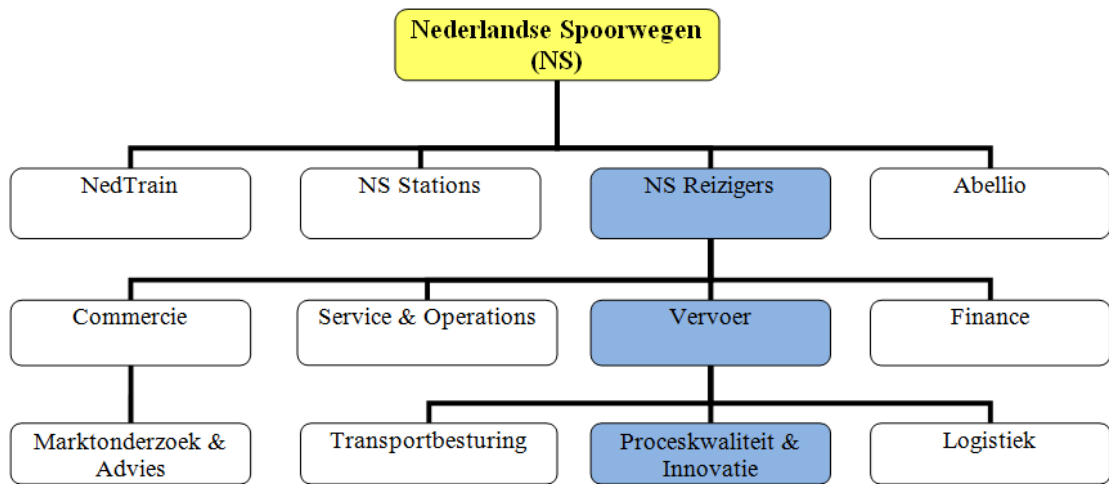 Nederlandse Spoorwegen
(NS)
NedTrain
NS Stations
NS Reizigers
Abellio
Commercie
Service & Operations
Vervoer
Finance
Marktonderzoek &
Advies
Transportbesturing
Proceskwaliteit &
Innovatie
Logistiek